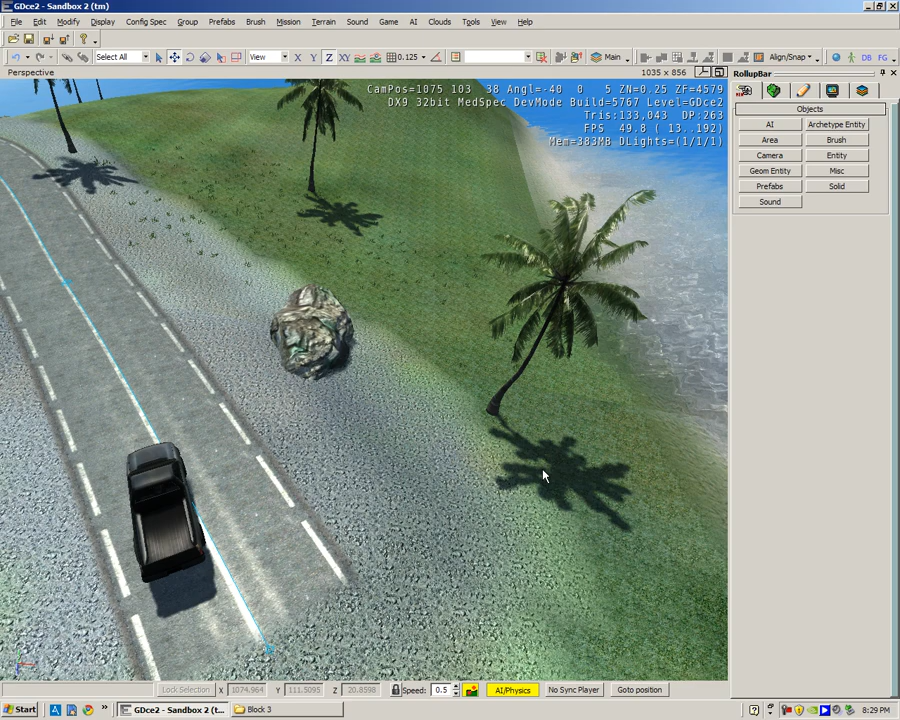 GDce2 - Sandbox 2 (tm)
File Edit Modify Display Config Spec Group Prefabs Brush Mission Terrain Sound Game AI Clouds Tools View Help
Select All View X Y Z XY 0.125 Main Align/Snap DB FG
Perspective 1035 x 856
RollupBar
CamPos=1075 103 38 Angl=-40 0 5 ZN=0.25 ZF=4579
DX9 32bit MedSpec DevMode Build=5767 Level=GDce2
Tris:133,043 DP:263
FPS 49.8 ( 13..192)
Mem=383MB DLights=(1/1/1)
Objects
AI Archetype Entity
Area Brush
Camera Entity
Geom Entity Misc
Prefabs Solid
Sound
Lock Selection X 1074.964 Y 111.5095 Z 20.8598 Speed: 0.5 AI/Physics No Sync Player Goto position
Start GDce2 - Sandbox 2 (t... Block 3 8:29 PM